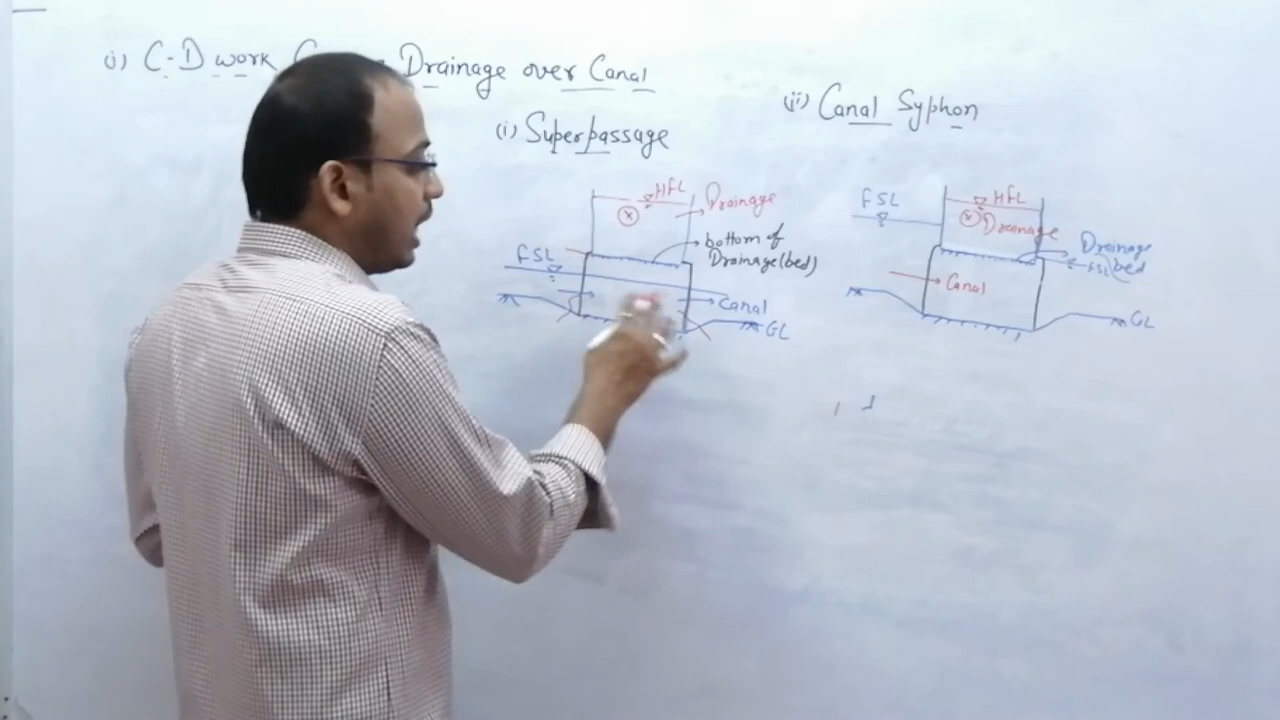 ii) C-D work Drainage over Canal
(i) Superpassage
HFL
Drainage
bottom of
Drainage(bed)
FSL
Canal
GL
(ii) Canal Syphon
FSL
HFL
Drainage
Drainage
FSL bed
Canal
GL